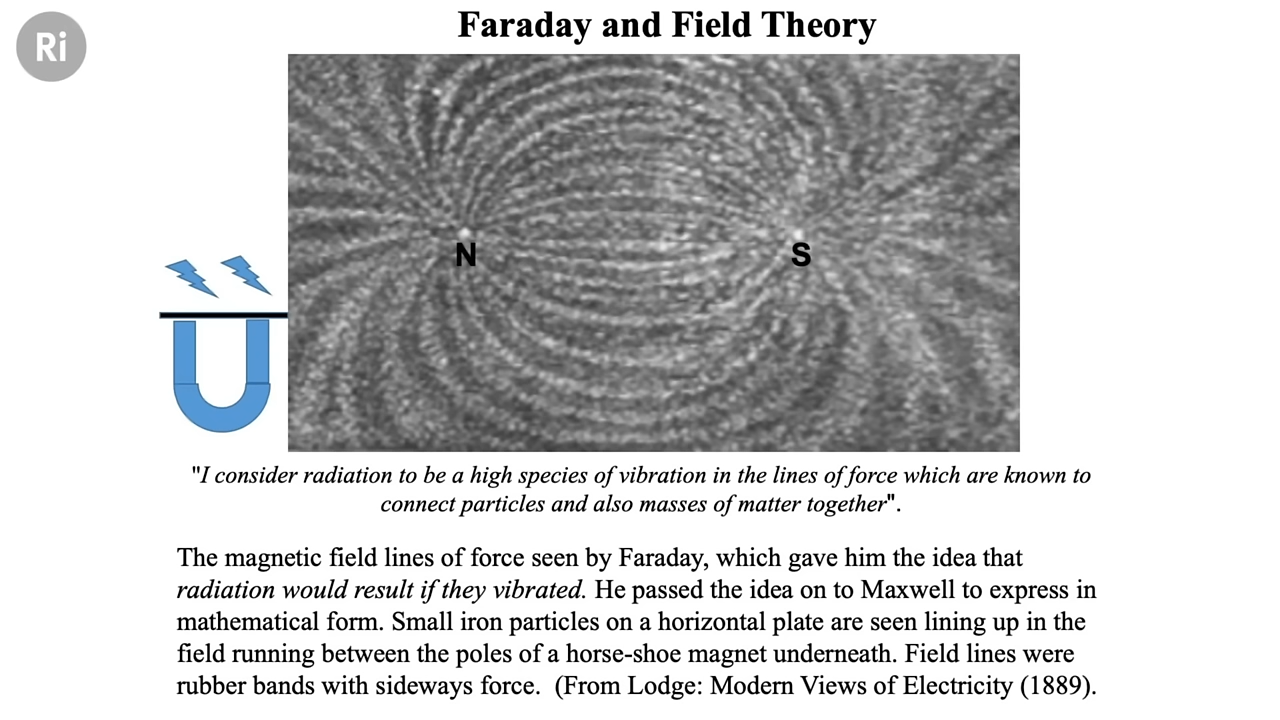 Ri
Faraday and Field Theory
N
S
"I consider radiation to be a high species of vibration in the lines of force which are known to
connect particles and also masses of matter together".
The magnetic field lines of force seen by Faraday, which gave him the idea that
radiation would result if they vibrated. He passed the idea on to Maxwell to express in
mathematical form. Small iron particles on a horizontal plate are seen lining up in the
field running between the poles of a horse-shoe magnet underneath. Field lines were
rubber bands with sideways force.  (From Lodge: Modern Views of Electricity (1889).